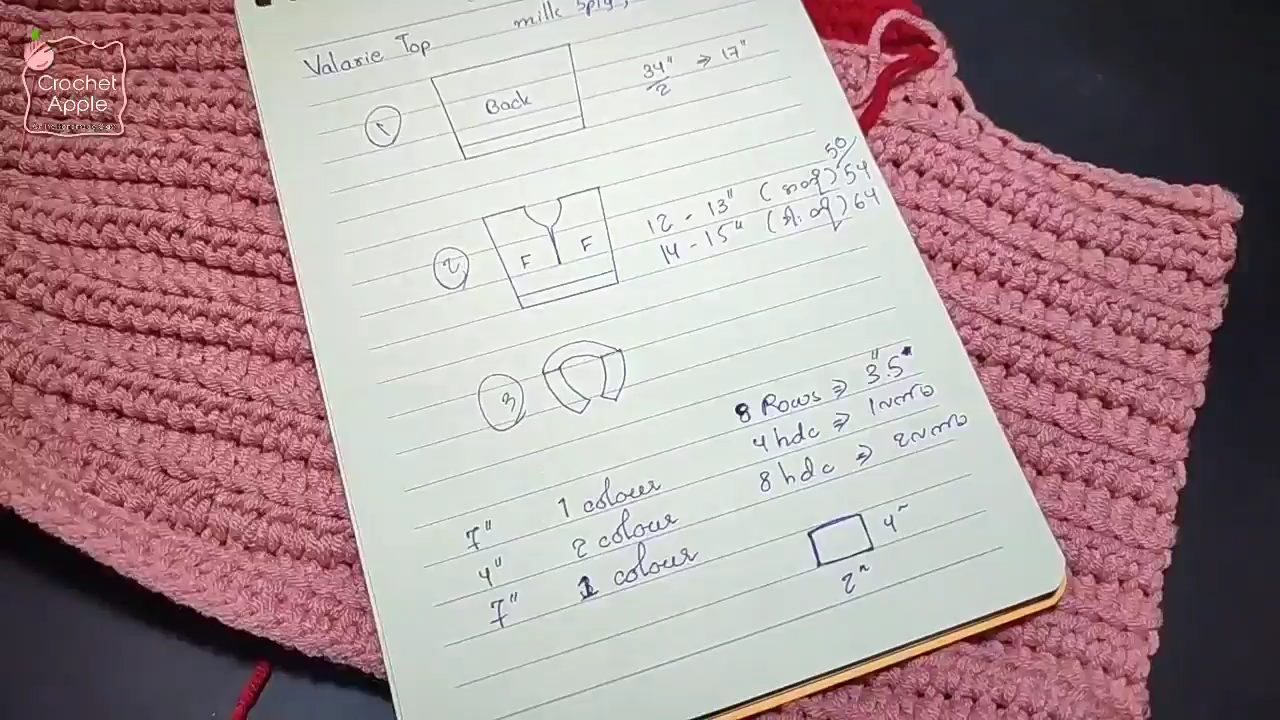 Crochet
Apple
milk 5ply,
Valarie Top
1
Back
34"/2 → 17"
2
F F
50
12 - 13" ( ) 54
14 - 15" ( ) 64
3
8 Rows ⇒ 3.5"
4 hdc ⇒ 1
8 hdc ⇒ 2
7" 1 colour
4" 2 colour
7" 1 colour
4"
2"